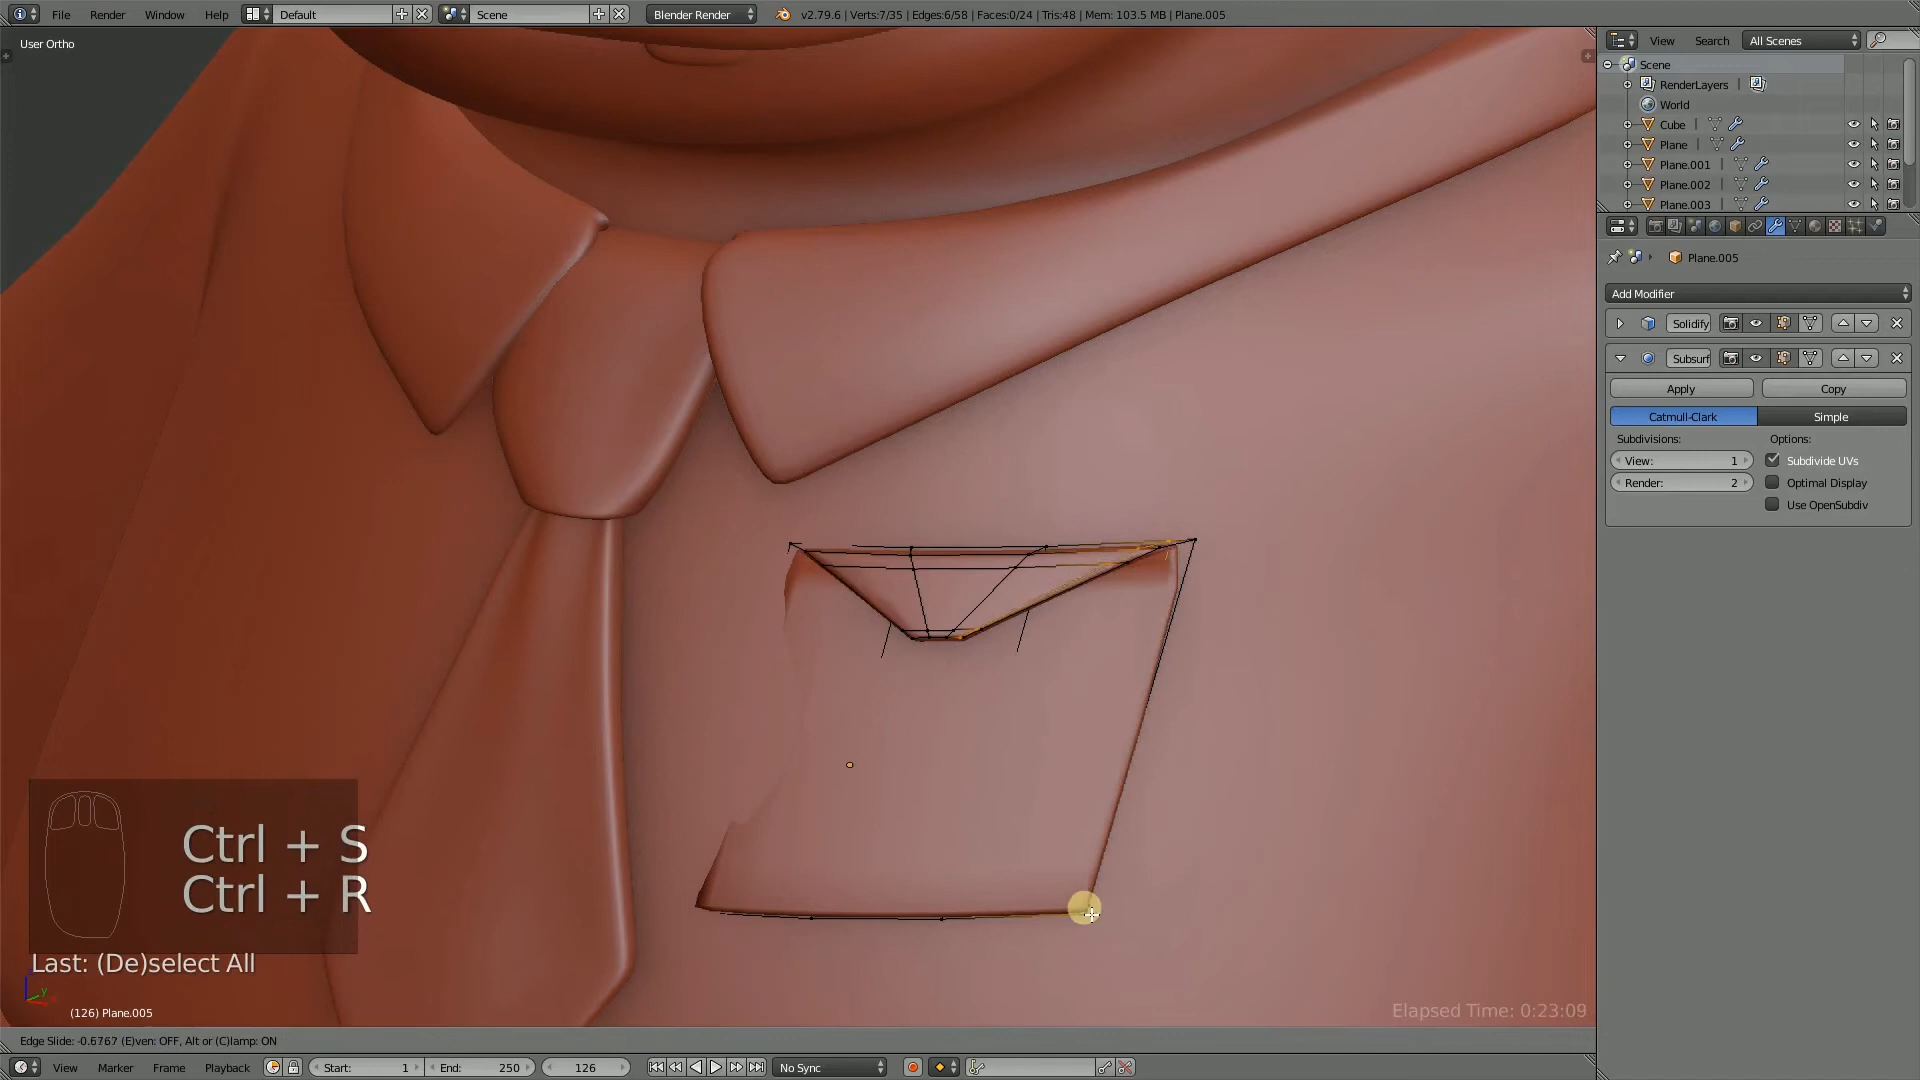 File Render Window Help Default Scene Blender Render v2.79.6 | Verts:7/35 | Edges:6/58 | Faces:0/24 | Tris:48 | Mem: 103.5 MB | Plane.005
User Ortho
View Search All Scenes
Scene
RenderLayers
World
Cube
Plane
Plane.001
Plane.002
Plane.003
Plane.005
Add Modifier
Solidify
Subsurf
Apply Copy
Catmull-Clark Simple
Subdivisions: Options:
View: 1 Subdivide UVs
Render: 2 Optimal Display
Use OpenSubdiv
Ctrl + S
Ctrl + R
Last: (De)select All
y
(126) Plane.005
Elapsed Time: 0:23:09
Edge Slide: -0.6767 (E)ven: OFF, Alt or (C)lamp: ON
View Marker Frame Playback Start: 1 End: 250 126 No Sync